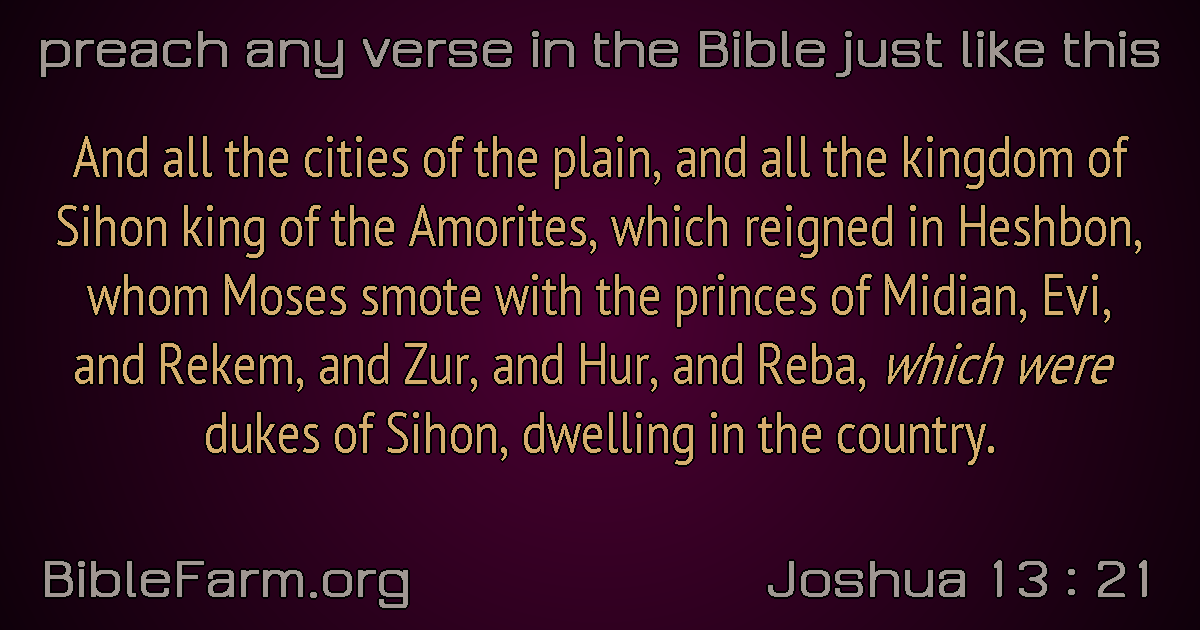 preach any verse in the Bible just like this
And all the cities of the plain, and all the kingdom of
Sihon king of the Amorites, which reigned in Heshbon,
whom Moses smote with the princes of Midian, Evi,
and Rekem, and Zur, and Hur, and Reba, which were
dukes of Sihon, dwelling in the country.
BibleFarm.org
Joshua 13 : 21